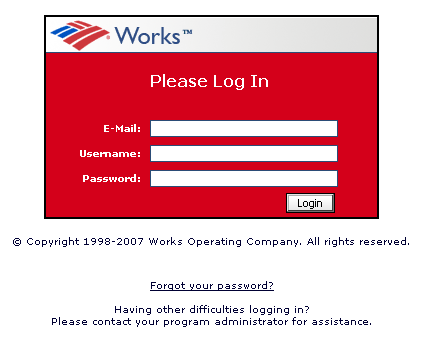 Works™
Please Log In
E-Mail:
Username:
Password:
Login
© Copyright 1998-2007 Works Operating Company. All rights reserved.
Forgot your password?
Having other difficulties logging in?
Please contact your program administrator for assistance.